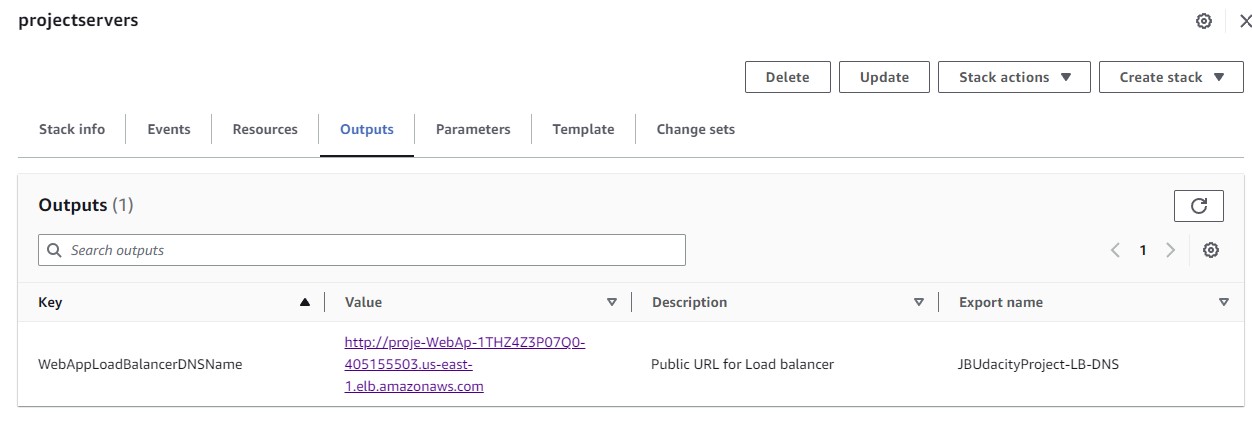 projectservers
Delete
Update
Stack actions
Create stack
Stack info
Events
Resources
Outputs
Parameters
Template
Change sets
Outputs (1)
Search outputs
1
Key
Value
Description
Export name
WebAppLoadBalancerDNSName
http://proje-WebAp-1THZ4Z3P07Q0-
405155503.us-east-
1.elb.amazonaws.com
Public URL for Load balancer
JBUdacityProject-LB-DNS